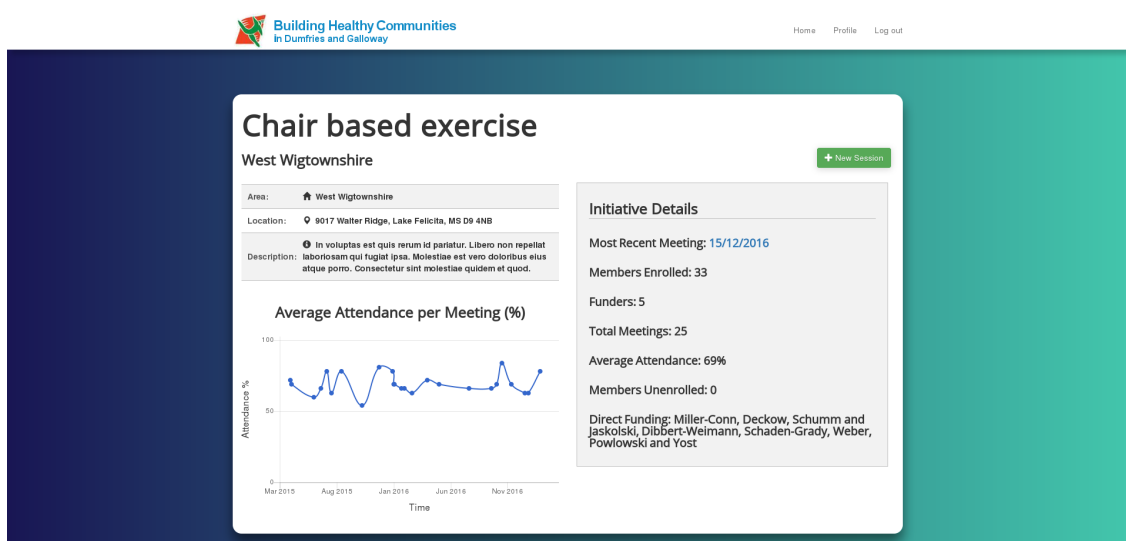 Building Healthy Communities
in Dumfries and Galloway
Home Profile Log out
Chair based exercise
West Wigtownshire
New Session
Area: West Wigtownshire
Location: 9017 Walter Ridge, Lake Felicita, MS D9 4NB
Description: In voluptas est quis rerum id pariatur. Libero non repellat
laboriosam qui fugiat ipsa. Molestiae est vero doloribus eius
atque porro. Consectetur sint molestiae quidem et quod.
Average Attendance per Meeting (%)
100
50
0
Attendance %
Mar 2015 Aug 2015 Jan 2016 Jun 2016 Nov 2016
Time
Initiative Details
Most Recent Meeting: 15/12/2016
Members Enrolled: 33
Funders: 5
Total Meetings: 25
Average Attendance: 69%
Members Unenrolled: 0
Direct Funding: Miller-Conn, Deckow, Schumm and
Jaskolski, Dibbert-Weimann, Schaden-Grady, Weber,
Powlowski and Yost